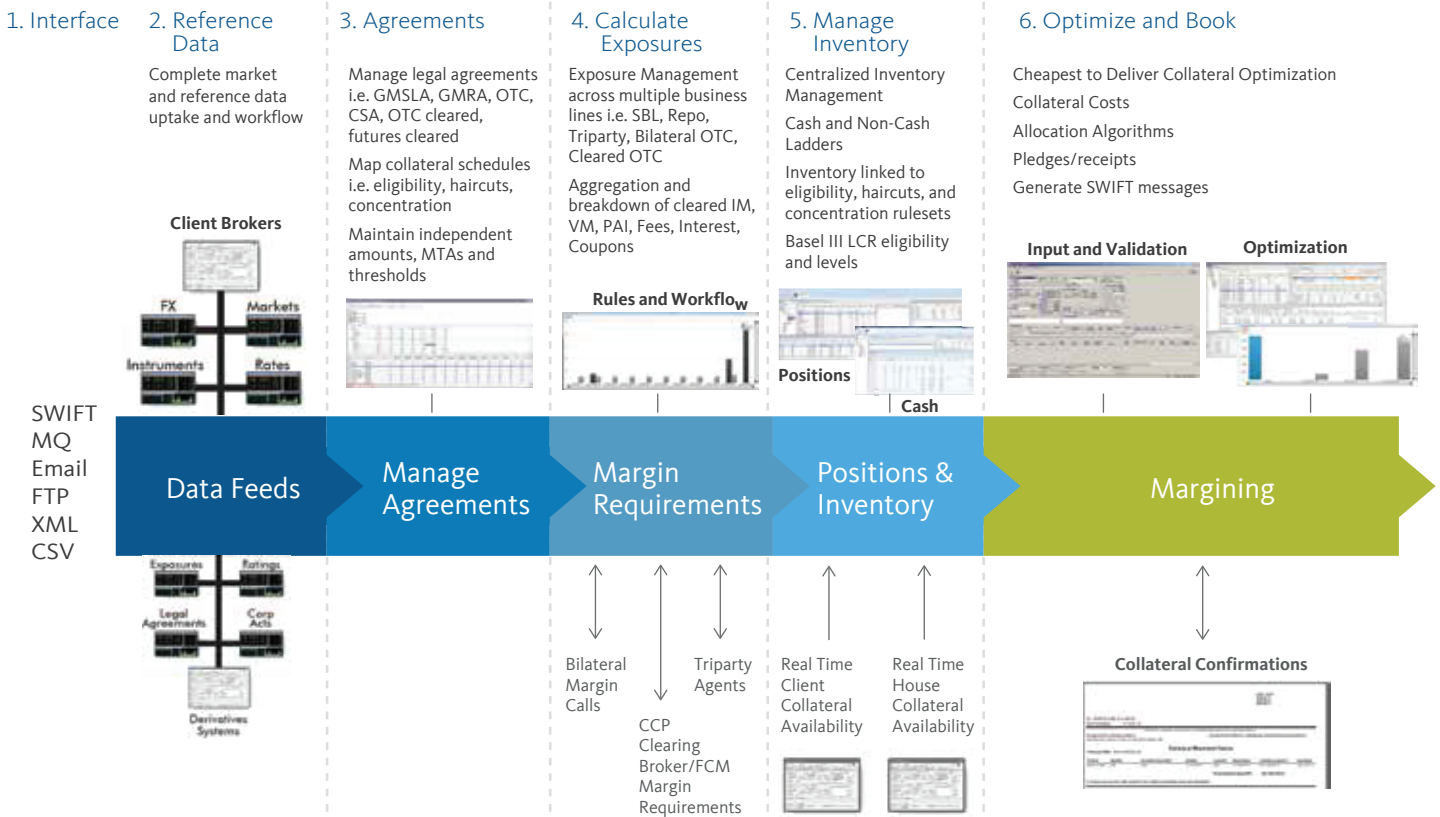 1. Interface
2. Reference
Data
Complete market
and reference data
uptake and workflow
3. Agreements
Manage legal agreements
i.e. GMSLA, GMRA, OTC,
CSA, OTC cleared,
futures cleared
Map collateral schedules
i.e. eligibility, haircuts,
concentration
Maintain independent
amounts, MTAs and
thresholds
4. Calculate
Exposures
Exposure Management
across multiple business
lines i.e. SBL, Repo,
Triparty, Bilateral OTC,
Cleared OTC
Aggregation and
breakdown of cleared IM,
VM, PAI, Fees, Interest,
Coupons
5. Manage
Inventory
Centralized Inventory
Management
Cash and Non-Cash
Ladders
Inventory linked to
eligibility, haircuts, and
concentration rulesets
Basel III LCR eligibility
and levels
6. Optimize and Book
Cheapest to Deliver Collateral Optimization
Collateral Costs
Allocation Algorithms
Pledges/receipts
Generate SWIFT messages
Client Brokers
FX
Markets
Instruments
Rates
Rules and Workflow
Positions
Cash
Input and Validation
Optimization
SWIFT
MQ
Email
FTP
XML
CSV
Data Feeds
Manage
Agreements
Margin
Requirements
Positions &
Inventory
Margining
Exposures
Ratings
Legal
Agreements
Corp
Acts
Derivatives
Systems
Bilateral
Margin
Calls
CCP
Clearing
Broker/FCM
Margin
Requirements
Triparty
Agents
Real Time
Client
Collateral
Availability
Real Time
House
Collateral
Availability
Collateral Confirmations